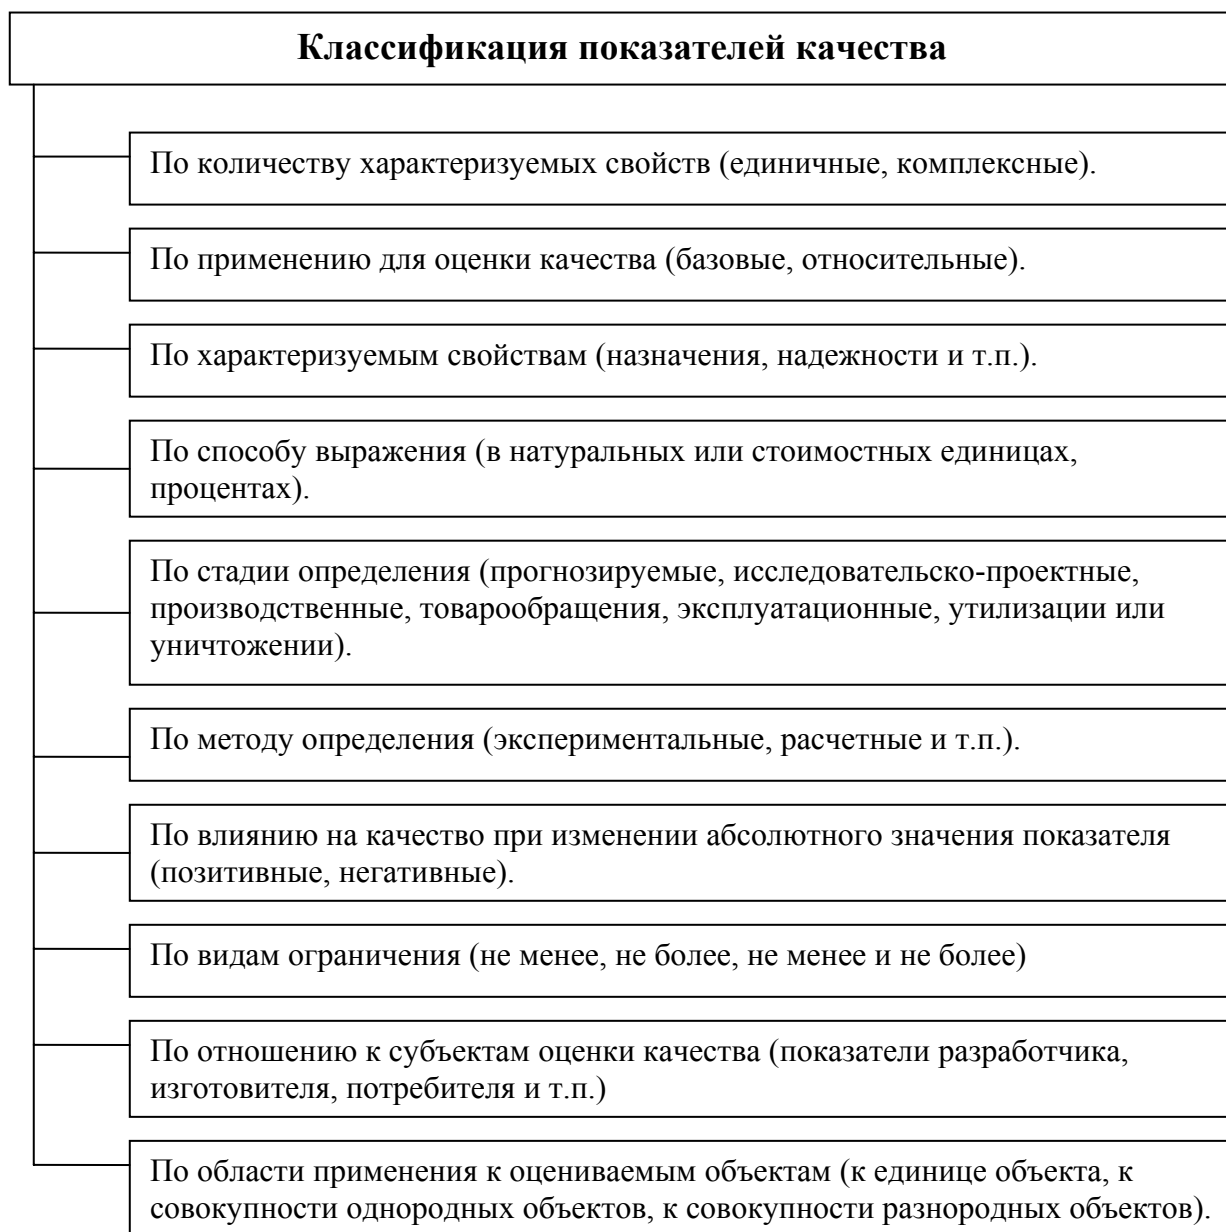 Классификация показателей качества
По количеству характеризуемых свойств (единичные, комплексные).
По применению для оценки качества (базовые, относительные).
По характеризуемым свойствам (назначения, надежности и т.п.).
По способу выражения (в натуральных или стоимостных единицах,
процентах).
По стадии определения (прогнозируемые, исследовательско-проектные,
производственные, товарообращения, эксплуатационные, утилизации или
уничтожении).
По методу определения (экспериментальные, расчетные и т.п.).
По влиянию на качество при изменении абсолютного значения показателя
(позитивные, негативные).
По видам ограничения (не менее, не более, не менее и не более)
По отношению к субъектам оценки качества (показатели разработчика,
изготовителя, потребителя и т.п.)
По области применения к оцениваемым объектам (к единице объекта, к
совокупности однородных объектов, к совокупности разнородных объектов).